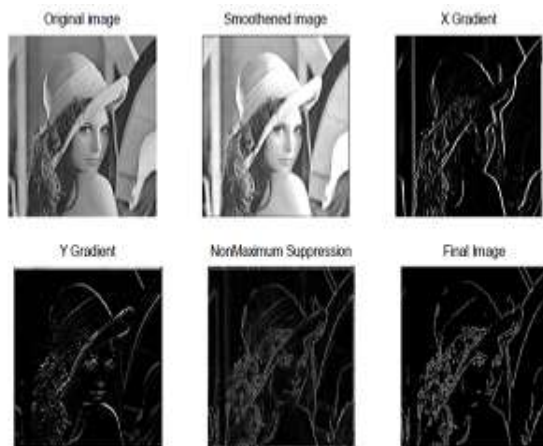 Original image
Smoothened image
X Gradient
Y Gradient
NonMaximum Suppression
Final Image